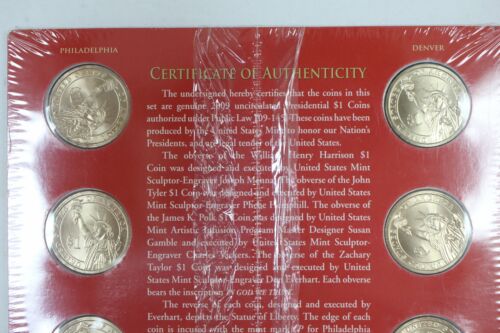 PHILADELPHIA
DENVER
CERTIFICATE OF AUTHENTICITY
The undersigned hereby certifies that the coins in this
set are genuine 2009 uncirculated Presidential $1 Coins
authorized under Public Law 109-145. These coins have been
produced by the United States Mint to honor our Nation's
Presidents, and are legal tender of the United States.
The obverse of the William Henry Harrison $1
Coin was designed and executed by United States Mint
Sculptor-Engraver Joseph Menna. The obverse of the John
Tyler $1 Coin was designed and executed by United States
Mint Sculptor-Engraver Phebe Hemphill. The obverse of
the James K. Polk $1 Coin was designed by United States
Mint Artistic Infusion Program Master Designer Susan
Gamble and executed by United States Mint Sculptor-
Engraver Charles Vickers. The obverse of the Zachary
Taylor $1 Coin was designed and executed by United
States Mint Sculptor-Engraver Don Everhart. Each obverse
bears the inscription IN GOD WE TRUST.
The reverse of each coin, designed and executed by
Everhart, depicts the Statue of Liberty. The edge of each
coin is incused with the mint mark "P" for Philadelphia
$1